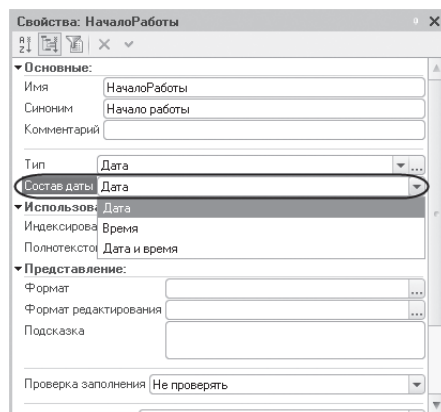 Свойства: НачалоРаботы
Основные:
Имя НачалоРаботы
Синоним Начало работы
Комментарий
Тип Дата
Состав даты Дата
Использова Дата
Индексирова Время
Полнотексто Дата и время
Представление:
Формат
Формат редактирования
Подсказка
Проверка заполнения Не проверять